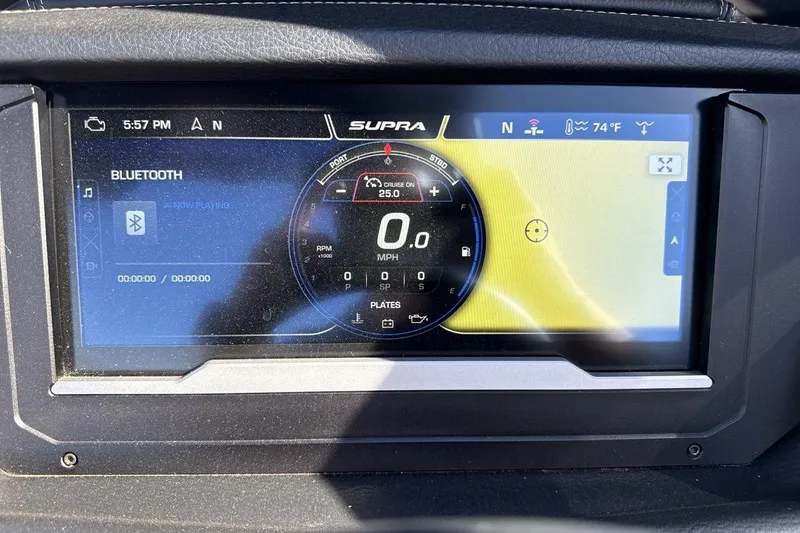 5:57 PM N
SUPRA
N 74°F
PORT STBD
BLUETOOTH
NOW PLAYING
00:00:00 / 00:00:00
- CRUISE ON +
25.0
0.0
MPH
RPM
x1000
F
E
0 0 0
P SP S
PLATES